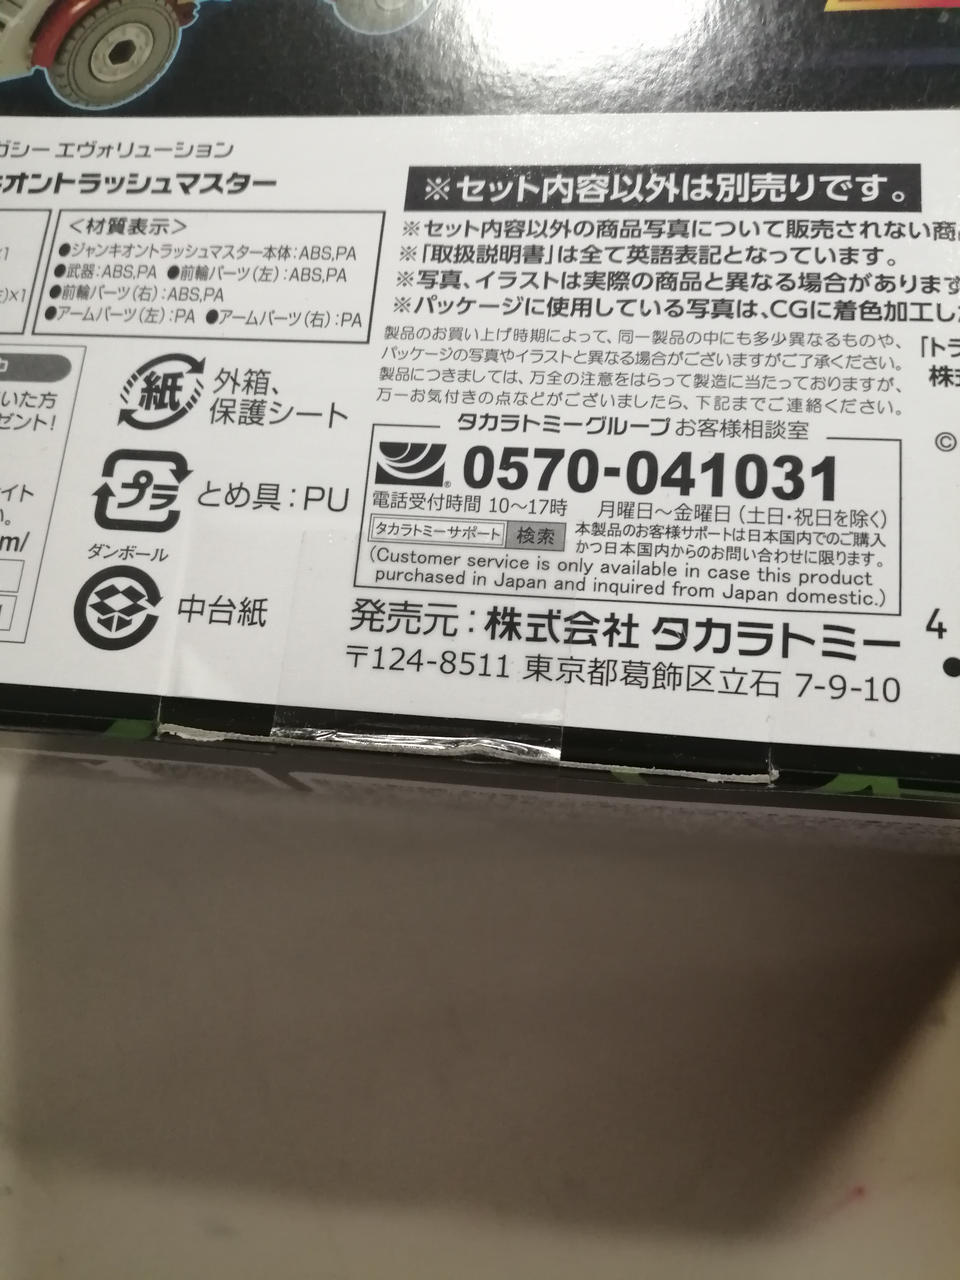 ガシー エヴォリューション
キオントラッシュマスター
＜材質表示＞
●ジャンキオントラッシュマスター本体：ABS,PA
●武器：ABS,PA ●前輪パーツ（左）：ABS,PA
●前輪パーツ（右）：ABS,PA
●アームパーツ（左）：PA ●アームパーツ（右）：PA
×1
いた方
ゼント！
イト
m/
紙
外箱、
保護シート
プラ
とめ具：PU
ダンボール
中台紙
※セット内容以外は別売りです。
※セット内容以外の商品写真について販売されない商
※「取扱説明書」は全て英語表記となっています。
※写真、イラストは実際の商品と異なる場合があります
※パッケージに使用している写真は、CGに着色加工し
製品のお買い上げ時期によって、同一製品の中にも多少異なるものや、
パッケージの写真やイラストと異なる場合がございますがご了承ください。
製品につきましては、万全の注意をはらって製造に当たっておりますが、
万一お気付きの点などがございましたら、下記までご連絡ください。
タカラトミーグループ お客様相談室
0570-041031
電話受付時間 10〜17時 月曜日〜金曜日（土日・祝日を除く）
タカラトミーサポート 検索
本製品のお客様サポートは日本国内でのご購入
かつ日本国内からのお問い合わせに限ります。
(Customer service is only available in case this product
purchased in Japan and inquired from Japan domestic.)
発売元：株式会社 タカラトミー
〒124-8511 東京都葛飾区立石 7-9-10
「トラ
株式
©
4